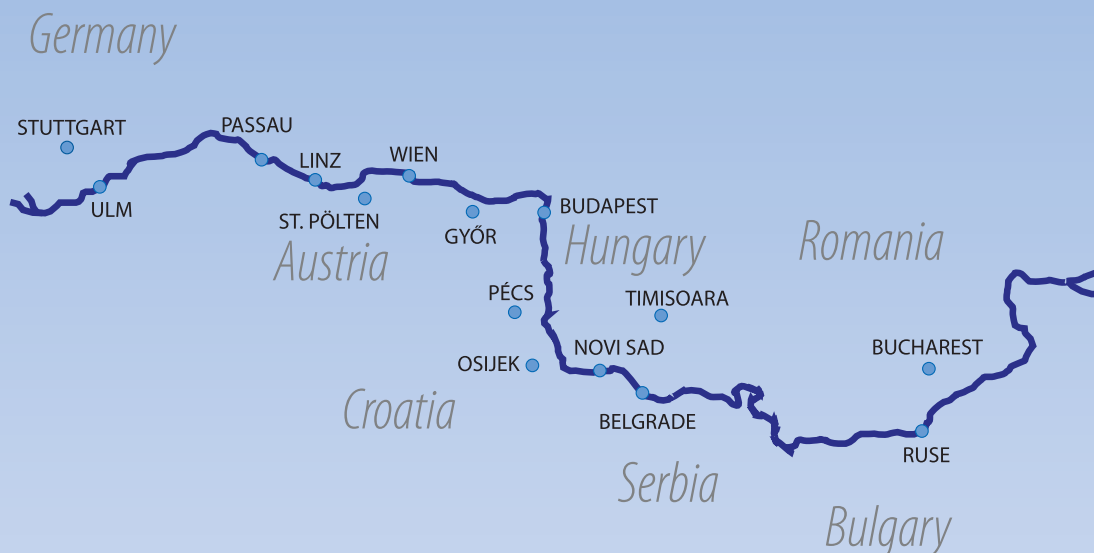 Germany
STUTTGART
PASSAU
LINZ
WIEN
ULM
ST. PÖLTEN
GYŐR
BUDAPEST
Austria
Hungary
Romania
PÉCS
TIMISOARA
OSIJEK
NOVI SAD
BUCHAREST
Croatia
BELGRADE
RUSE
Serbia
Bulgary